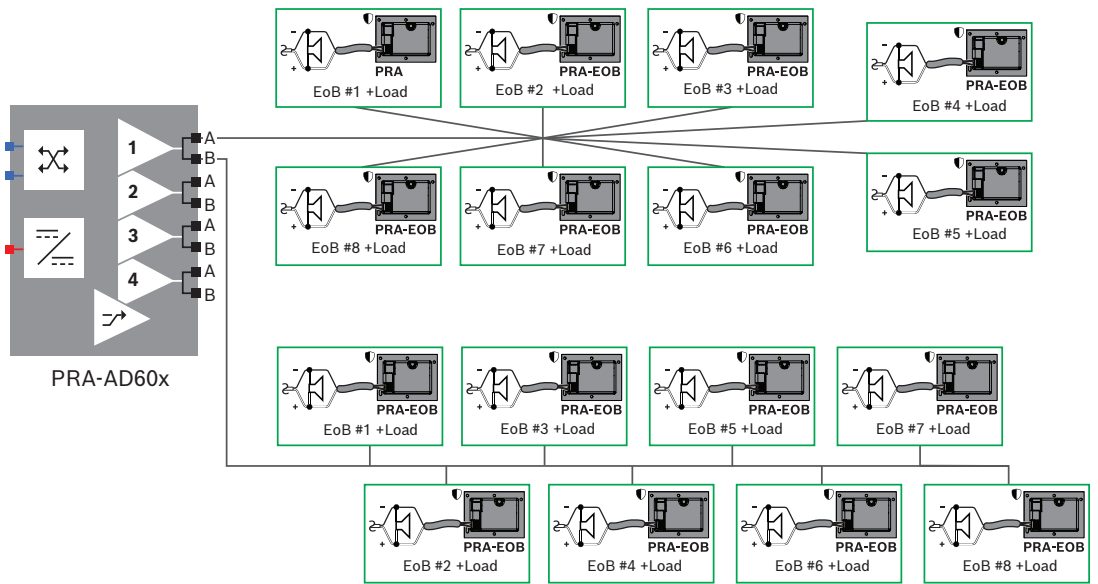 - + PRA
EoB #1 +Load
- + PRA-EOB
EoB #2 +Load
- + PRA-EOB
EoB #3 +Load
- + PRA-EOB
EoB #4 +Load
1 A
B
2 A
B
3 A
B
4 A
B
PRA-AD60x
- + PRA-EOB
EoB #8 +Load
- + PRA-EOB
EoB #7 +Load
- + PRA-EOB
EoB #6 +Load
- + PRA-EOB
EoB #5 +Load
- + PRA-EOB
EoB #1 +Load
- + PRA-EOB
EoB #3 +Load
- + PRA-EOB
EoB #5 +Load
- + PRA-EOB
EoB #7 +Load
- + PRA-EOB
EoB #2 +Load
- + PRA-EOB
EoB #4 +Load
- + PRA-EOB
EoB #6 +Load
- + PRA-EOB
EoB #8 +Load